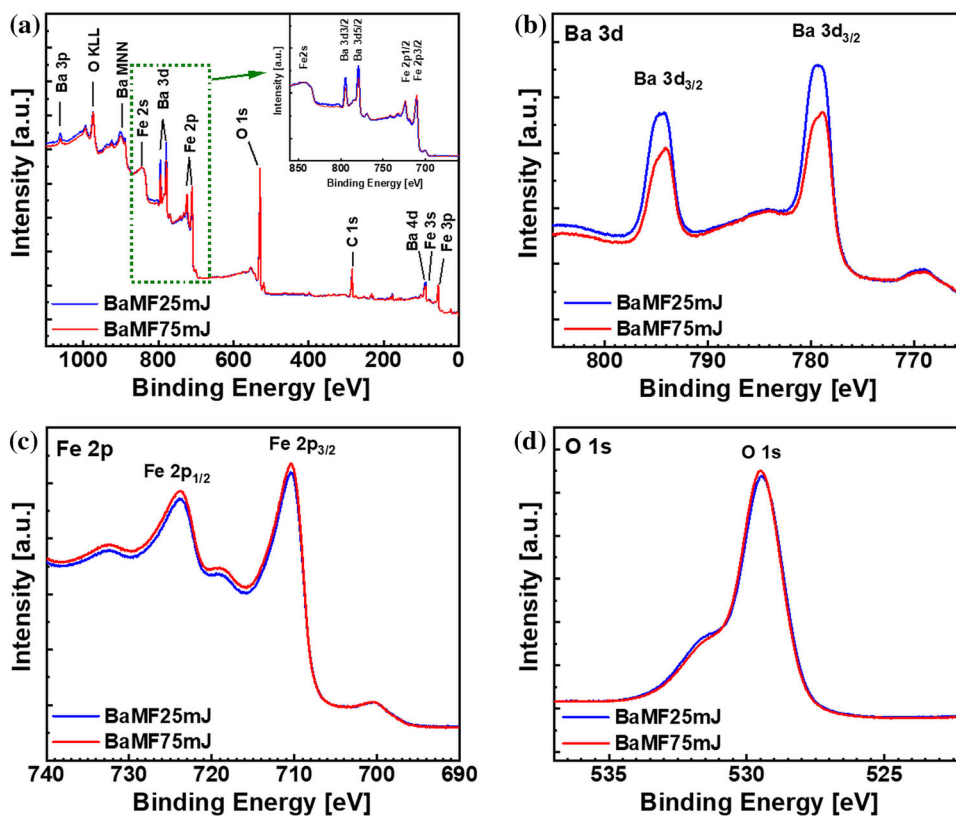 (a)
Intensity [a.u.]
Ba 3p
O KLL
Ba MNN
Fe 2s
Ba 3d
Fe 2p
O 1s
C 1s
Ba 4d
Fe 3s
Fe 3p
BaMF25mJ
BaMF75mJ
1000 800 600 400 200 0
Binding Energy [eV]
Intensity [a.u.]
Fe2s
Ba 3d3/2
Ba 3d5/2
Fe 2p1/2
Fe 2p3/2
850 800 750 700
Binding Energy [eV]
(b)
Ba 3d
Ba 3d3/2
Ba 3d3/2
Intensity [a.u.]
BaMF25mJ
BaMF75mJ
800 790 780 770
Binding Energy [eV]
(c)
Fe 2p
Fe 2p1/2
Fe 2p3/2
Intensity [a.u.]
BaMF25mJ
BaMF75mJ
740 730 720 710 700 690
Binding Energy [eV]
(d)
O 1s
O 1s
Intensity [a.u.]
BaMF25mJ
BaMF75mJ
535 530 525
Binding Energy [eV]